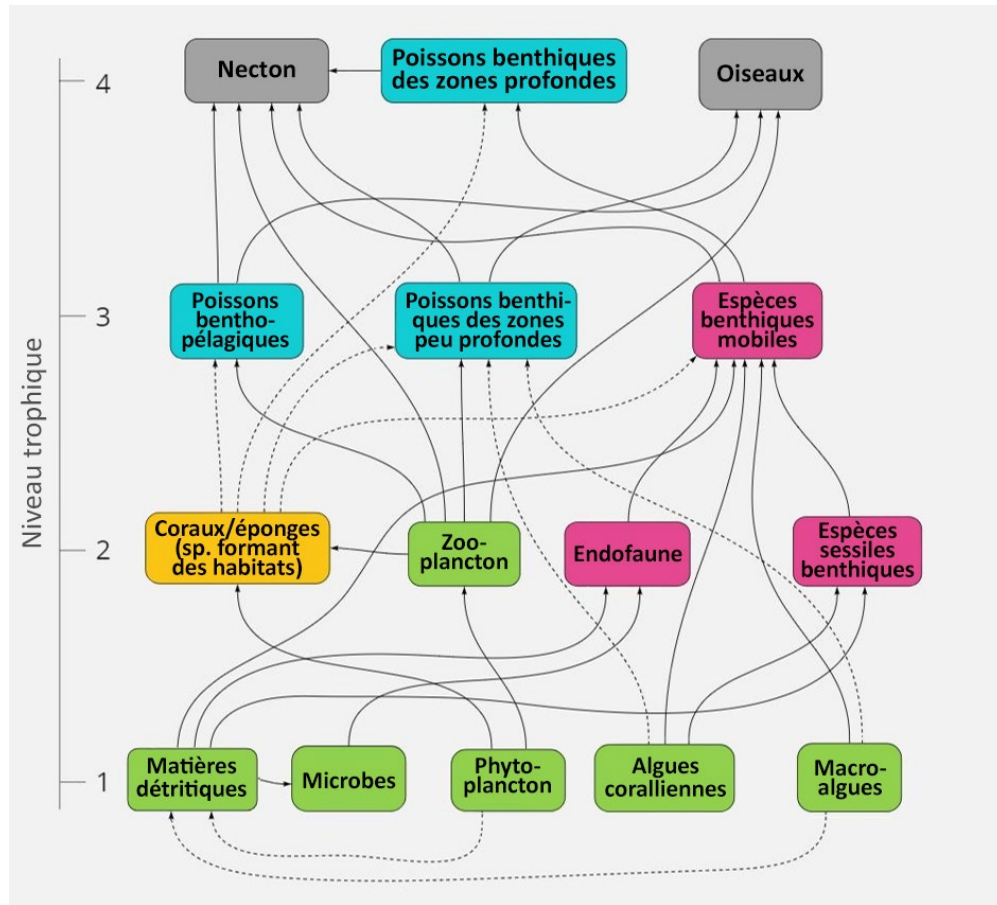 Niveau trophique
4
Necton
Poissons benthiques
des zones profondes
Oiseaux
3
Poissons
bentho-
pélagiques
Poissons benthi-
ques des zones
peu profondes
Espèces
benthiques
mobiles
2
Coraux/éponges
(sp. formant
des habitats)
Zoo-
plancton
Endofaune
Espèces
sessiles
benthiques
1
Matières
détritiques
Microbes
Phyto-
plancton
Algues
coralliennes
Macro-
algues